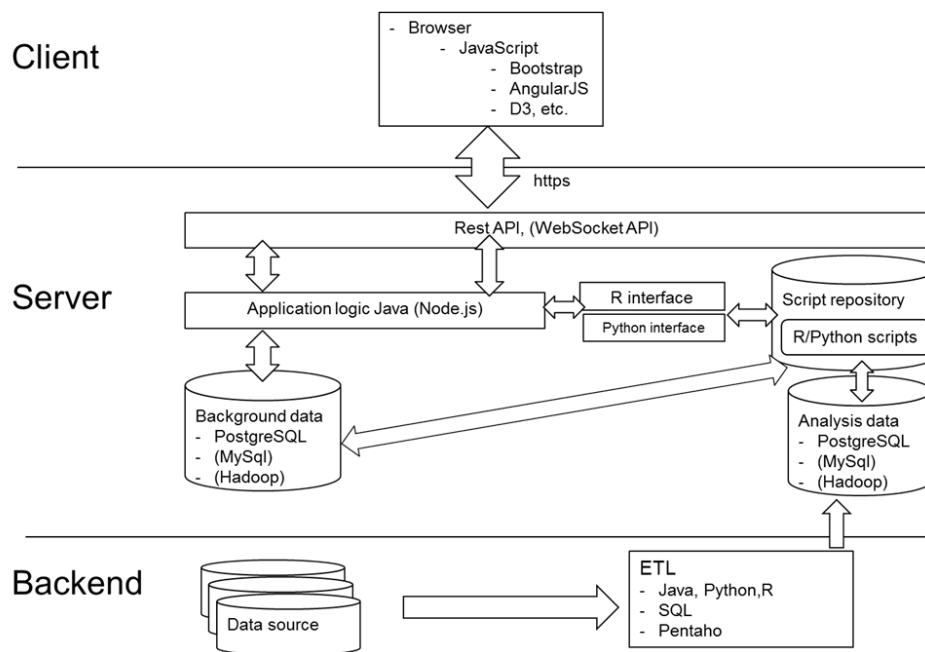 Client
- Browser
- JavaScript
- Bootstrap
- AngularJS
- D3, etc.
https
Rest API, (WebSocket API)
Server
Application logic Java (Node.js)
R interface
Python interface
Script repository
R/Python scripts
Background data
- PostgreSQL
- (MySql)
- (Hadoop)
Analysis data
- PostgreSQL
- (MySql)
- (Hadoop)
Backend
Data source
ETL
- Java, Python,R
- SQL
- Pentaho